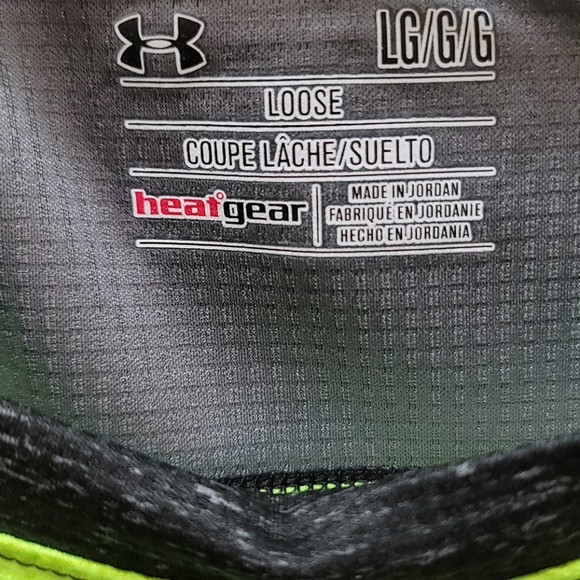 LG/G/G
LOOSE
COUPE LÂCHE/SUELTO
heatgear
MADE IN JORDAN
FABRIQUÉ EN JORDANIE
HECHO EN JORDANIA